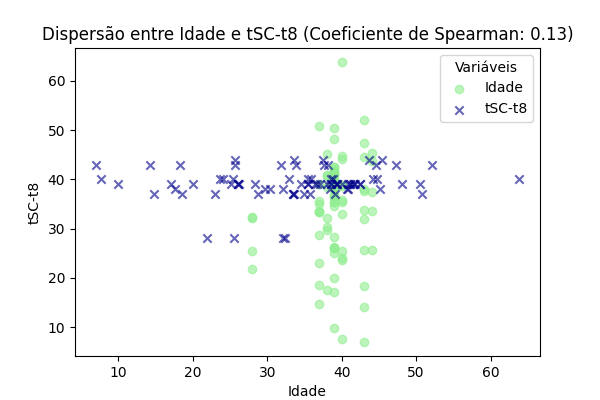 Dispersão entre Idade e tSC-t8 (Coeficiente de Spearman: 0.13)
Variáveis
Idade
tSC-t8
60
50
40
30
20
10
tSC-t8
10 20 30 40 50 60
Idade